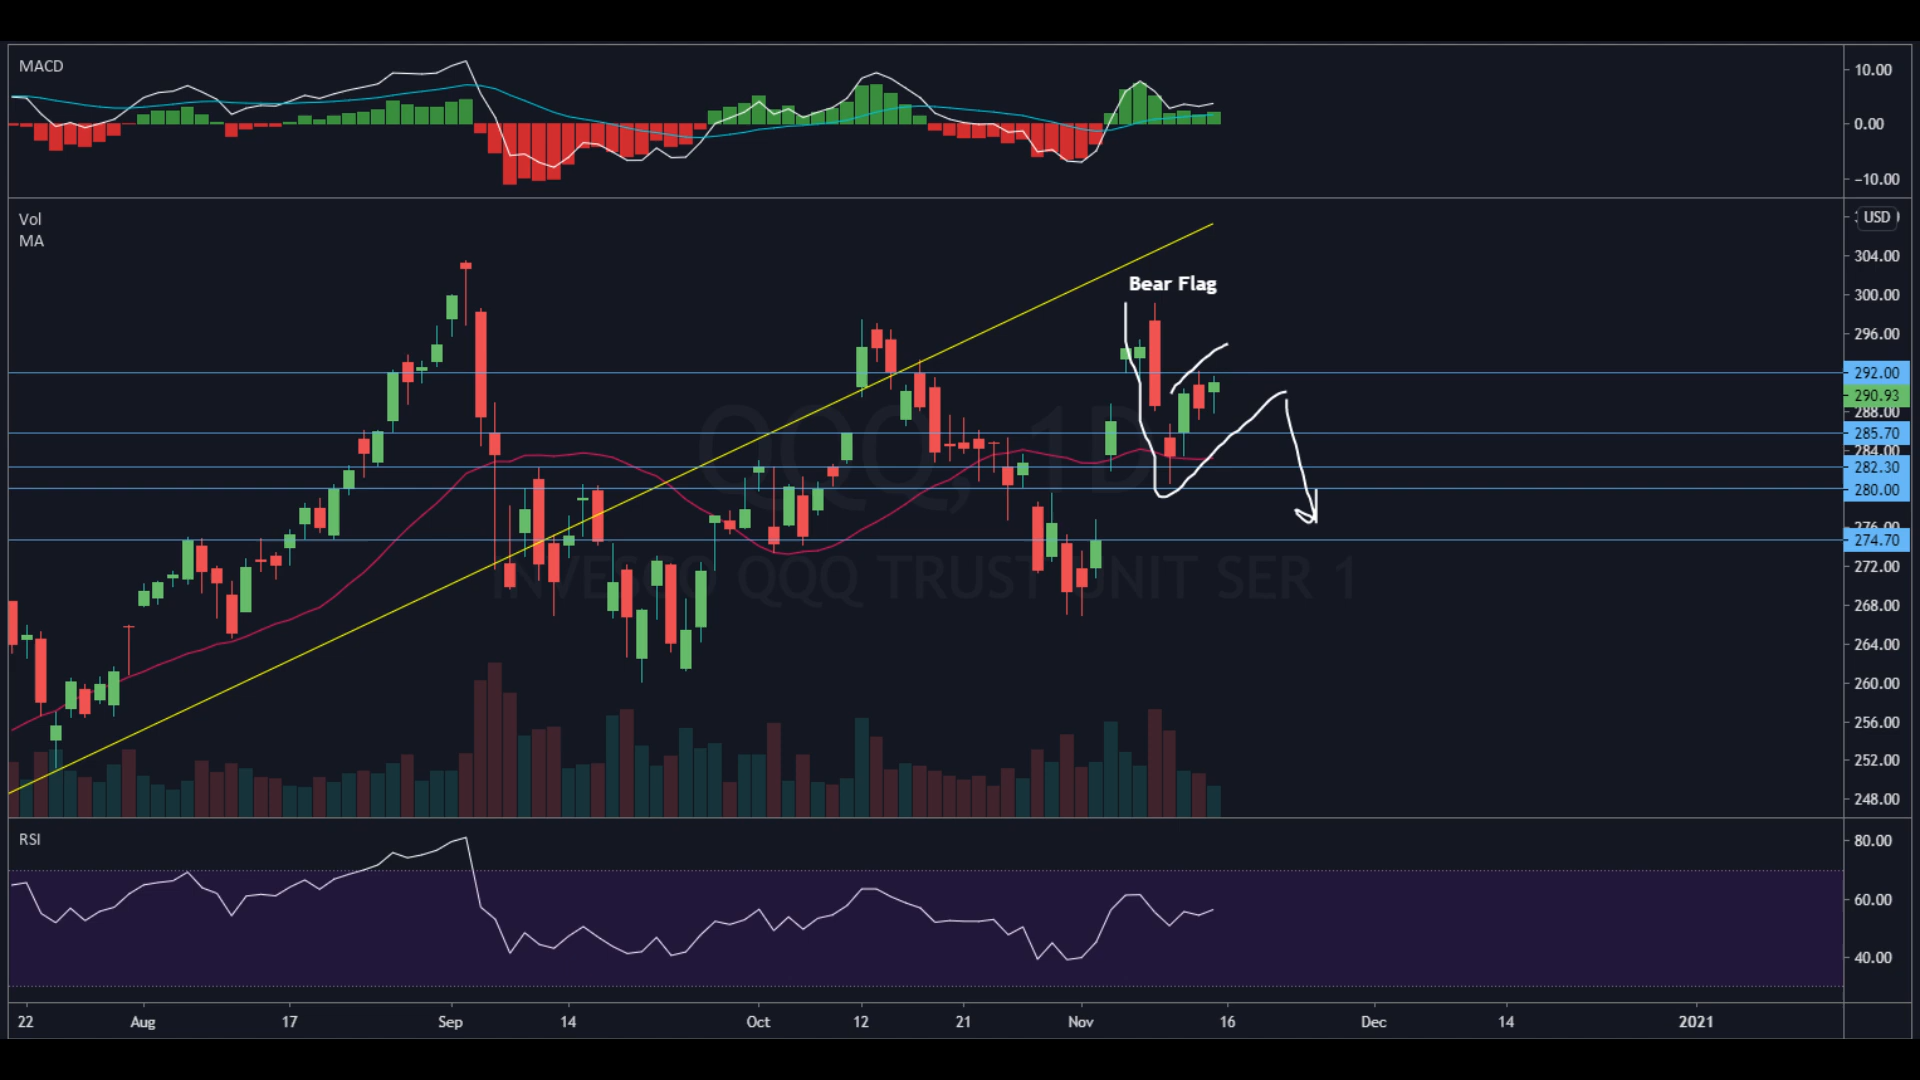 MACD
10.00
0.00
−10.00
Vol
MA
USD
304.00
Bear Flag
300.00
296.00
292.00
290.93
288.00
285.70
284.00
282.30
280.00
276.00
274.70
QQQ, 1D
INVESCO QQQ TRUST UNIT SER 1
272.00
268.00
264.00
260.00
256.00
252.00
248.00
RSI
80.00
60.00
40.00
22 Aug 17 Sep 14 Oct 12 21 Nov 16 Dec 14 2021